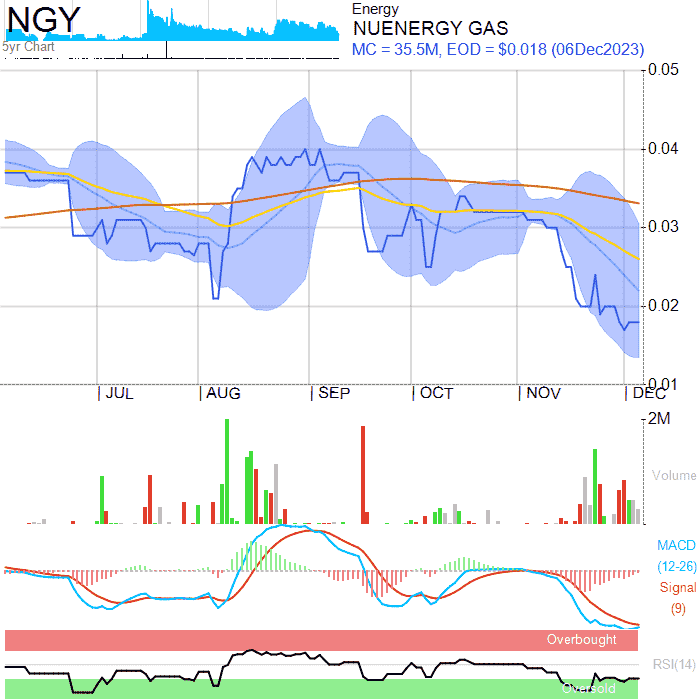 NGY
5yr Chart
Energy
NUENERGY GAS
MC = 35.5M, EOD = $0.018 (06Dec2023)
0.05
0.04
0.03
0.02
0.01
JUL AUG SEP OCT NOV DEC
2M
Volume
MACD
(12-26)
Signal
(9)
Overbought
RSI(14)
Oversold